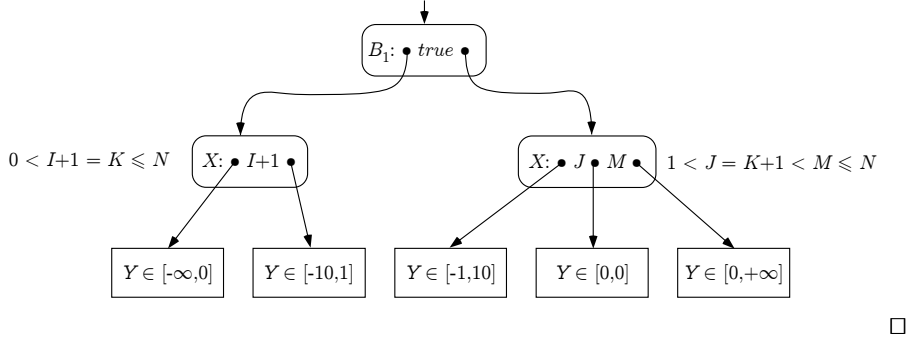 B₁: • true •
0 < I+1 = K ⩽ N
X: • I+1 •
X: • J • M •
1 < J = K+1 < M ⩽ N
Y ∈ [-∞,0]
Y ∈ [-10,1]
Y ∈ [-1,10]
Y ∈ [0,0]
Y ∈ [0,+∞]
□